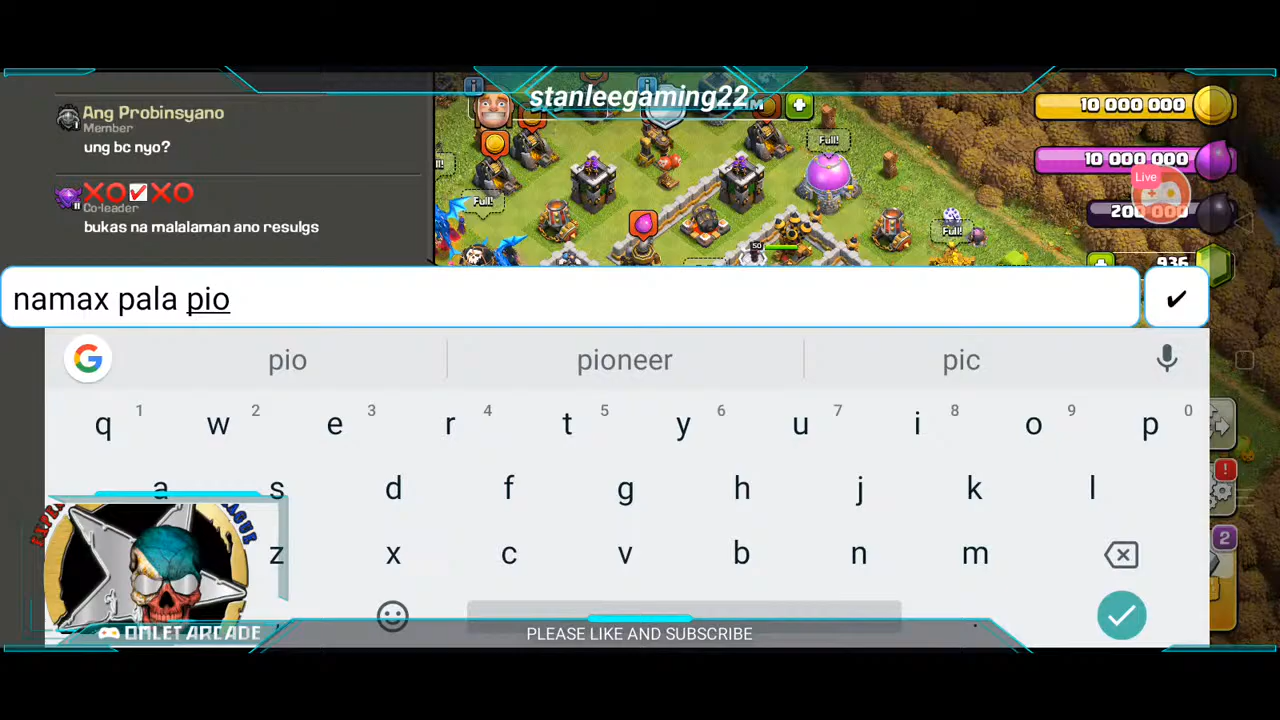 stanleegaming22
Ang Probinsyano
Member
ung bc nyo?
❌⭕✅❌⭕
Co-leader
bukas na malalaman ano resulgs
10 000 000
10 000 000
200 000
936
Live
Full!
Full!
Full!
50
namax pala pio
pio
pioneer
pic
1 2 3 4 5 6 7 8 9 0
q w e r t y u i o p
a s d f g h j k l
z x c v b n m
2
OMLET ARCADE
PLEASE LIKE AND SUBSCRIBE